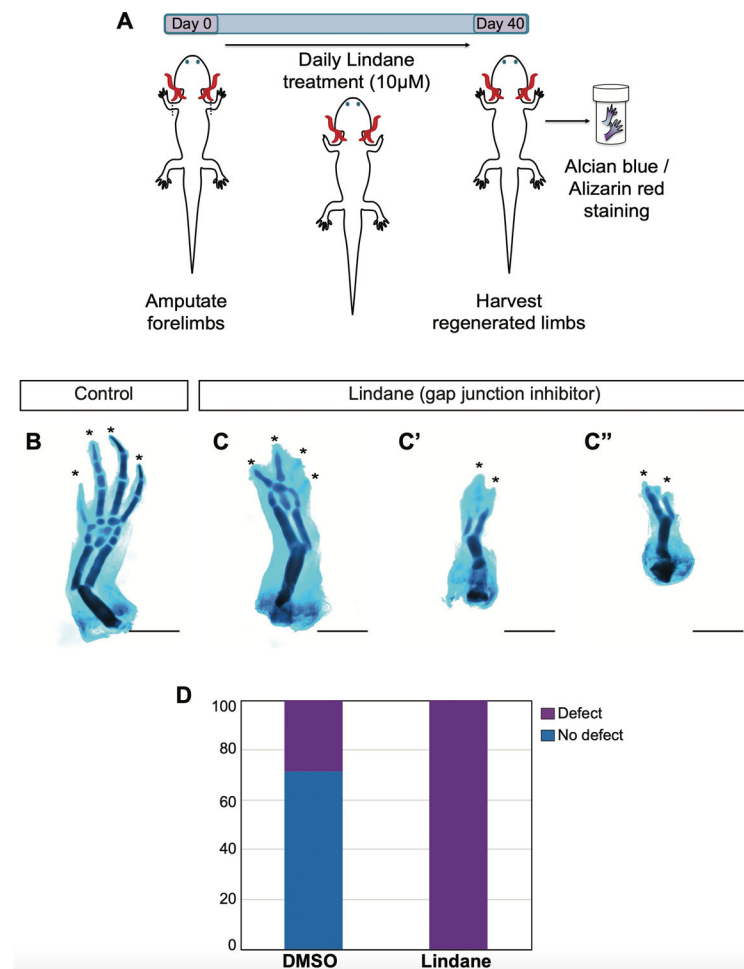 A
Day 0
Day 40
Daily Lindane
treatment (10µM)
Alcian blue /
Alizarin red
staining
Amputate
forelimbs
Harvest
regenerated limbs
Control
Lindane (gap junction inhibitor)
B
C
C'
C"
* * * *
* * * *
* *
* *
D
100
80
60
40
20
0
DMSO
Lindane
Defect
No defect